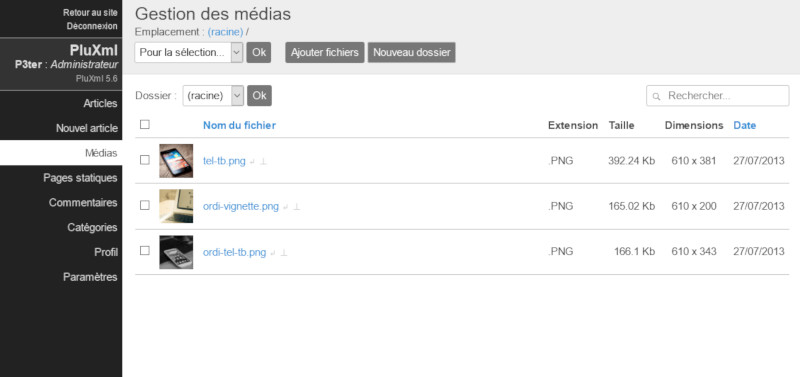 Retour au site
Déconnexion
PluXml
P3ter : Administrateur
PluXml 5.6
Articles
Nouvel article
Médias
Pages statiques
Commentaires
Catégories
Profil
Paramètres
Gestion des médias
Emplacement : (racine) /
Pour la sélection... Ok Ajouter fichiers Nouveau dossier
Dossier : (racine) Ok Rechercher...
Nom du fichier Extension Taille Dimensions Date
tel-tb.png .PNG 392.24 Kb 610 x 381 27/07/2013
ordi-vignette.png .PNG 165.02 Kb 610 x 200 27/07/2013
ordi-tel-tb.png .PNG 166.1 Kb 610 x 343 27/07/2013